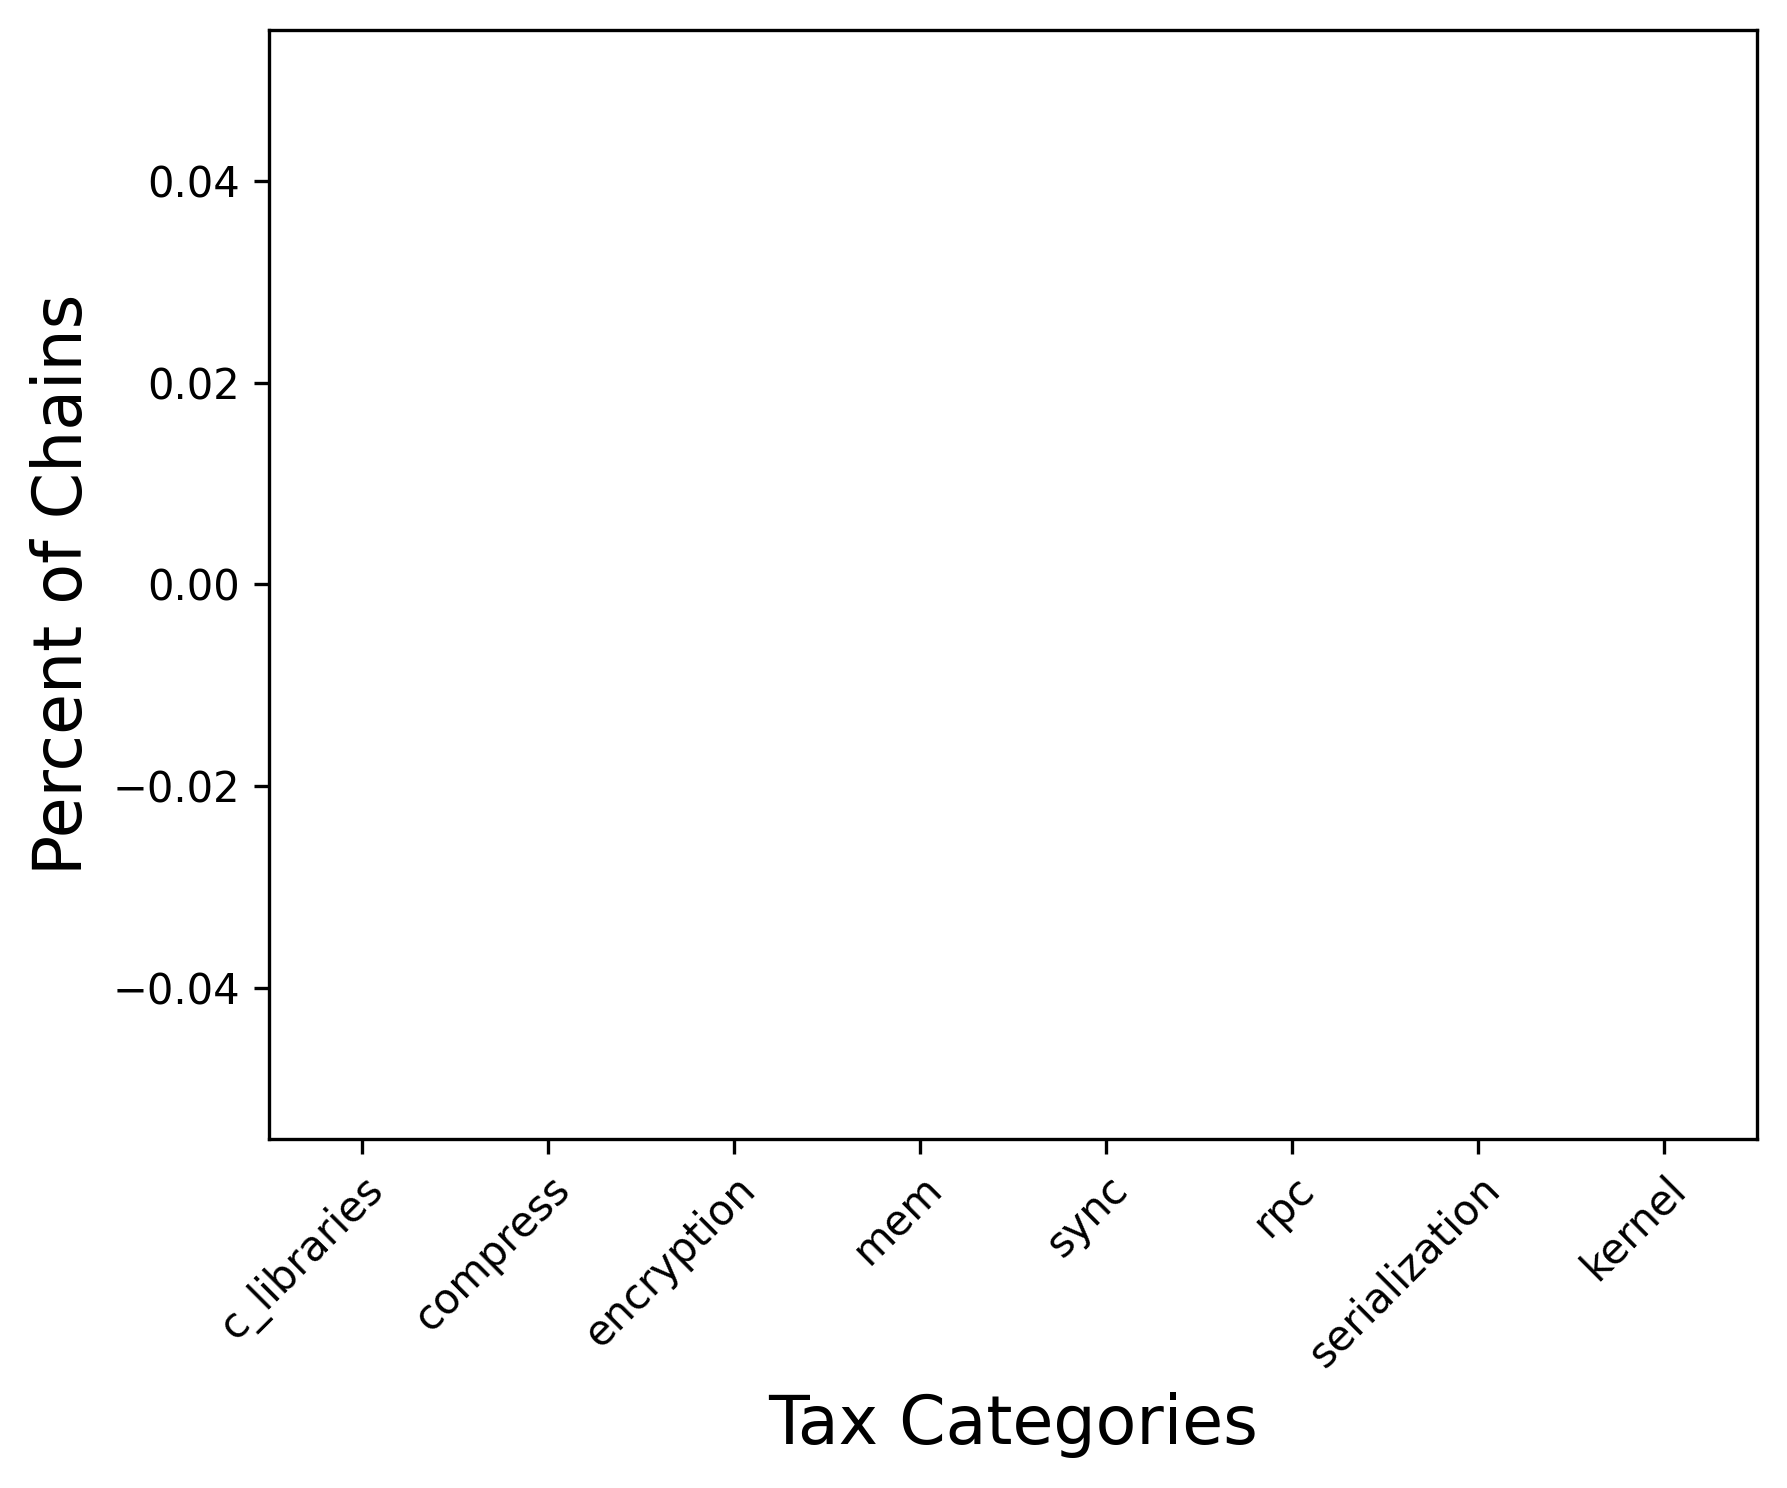 Percent of Chains
0.04
0.02
0.00
−0.02
−0.04
c_libraries
compress
encryption
mem
sync
rpc
serialization
kernel
Tax Categories